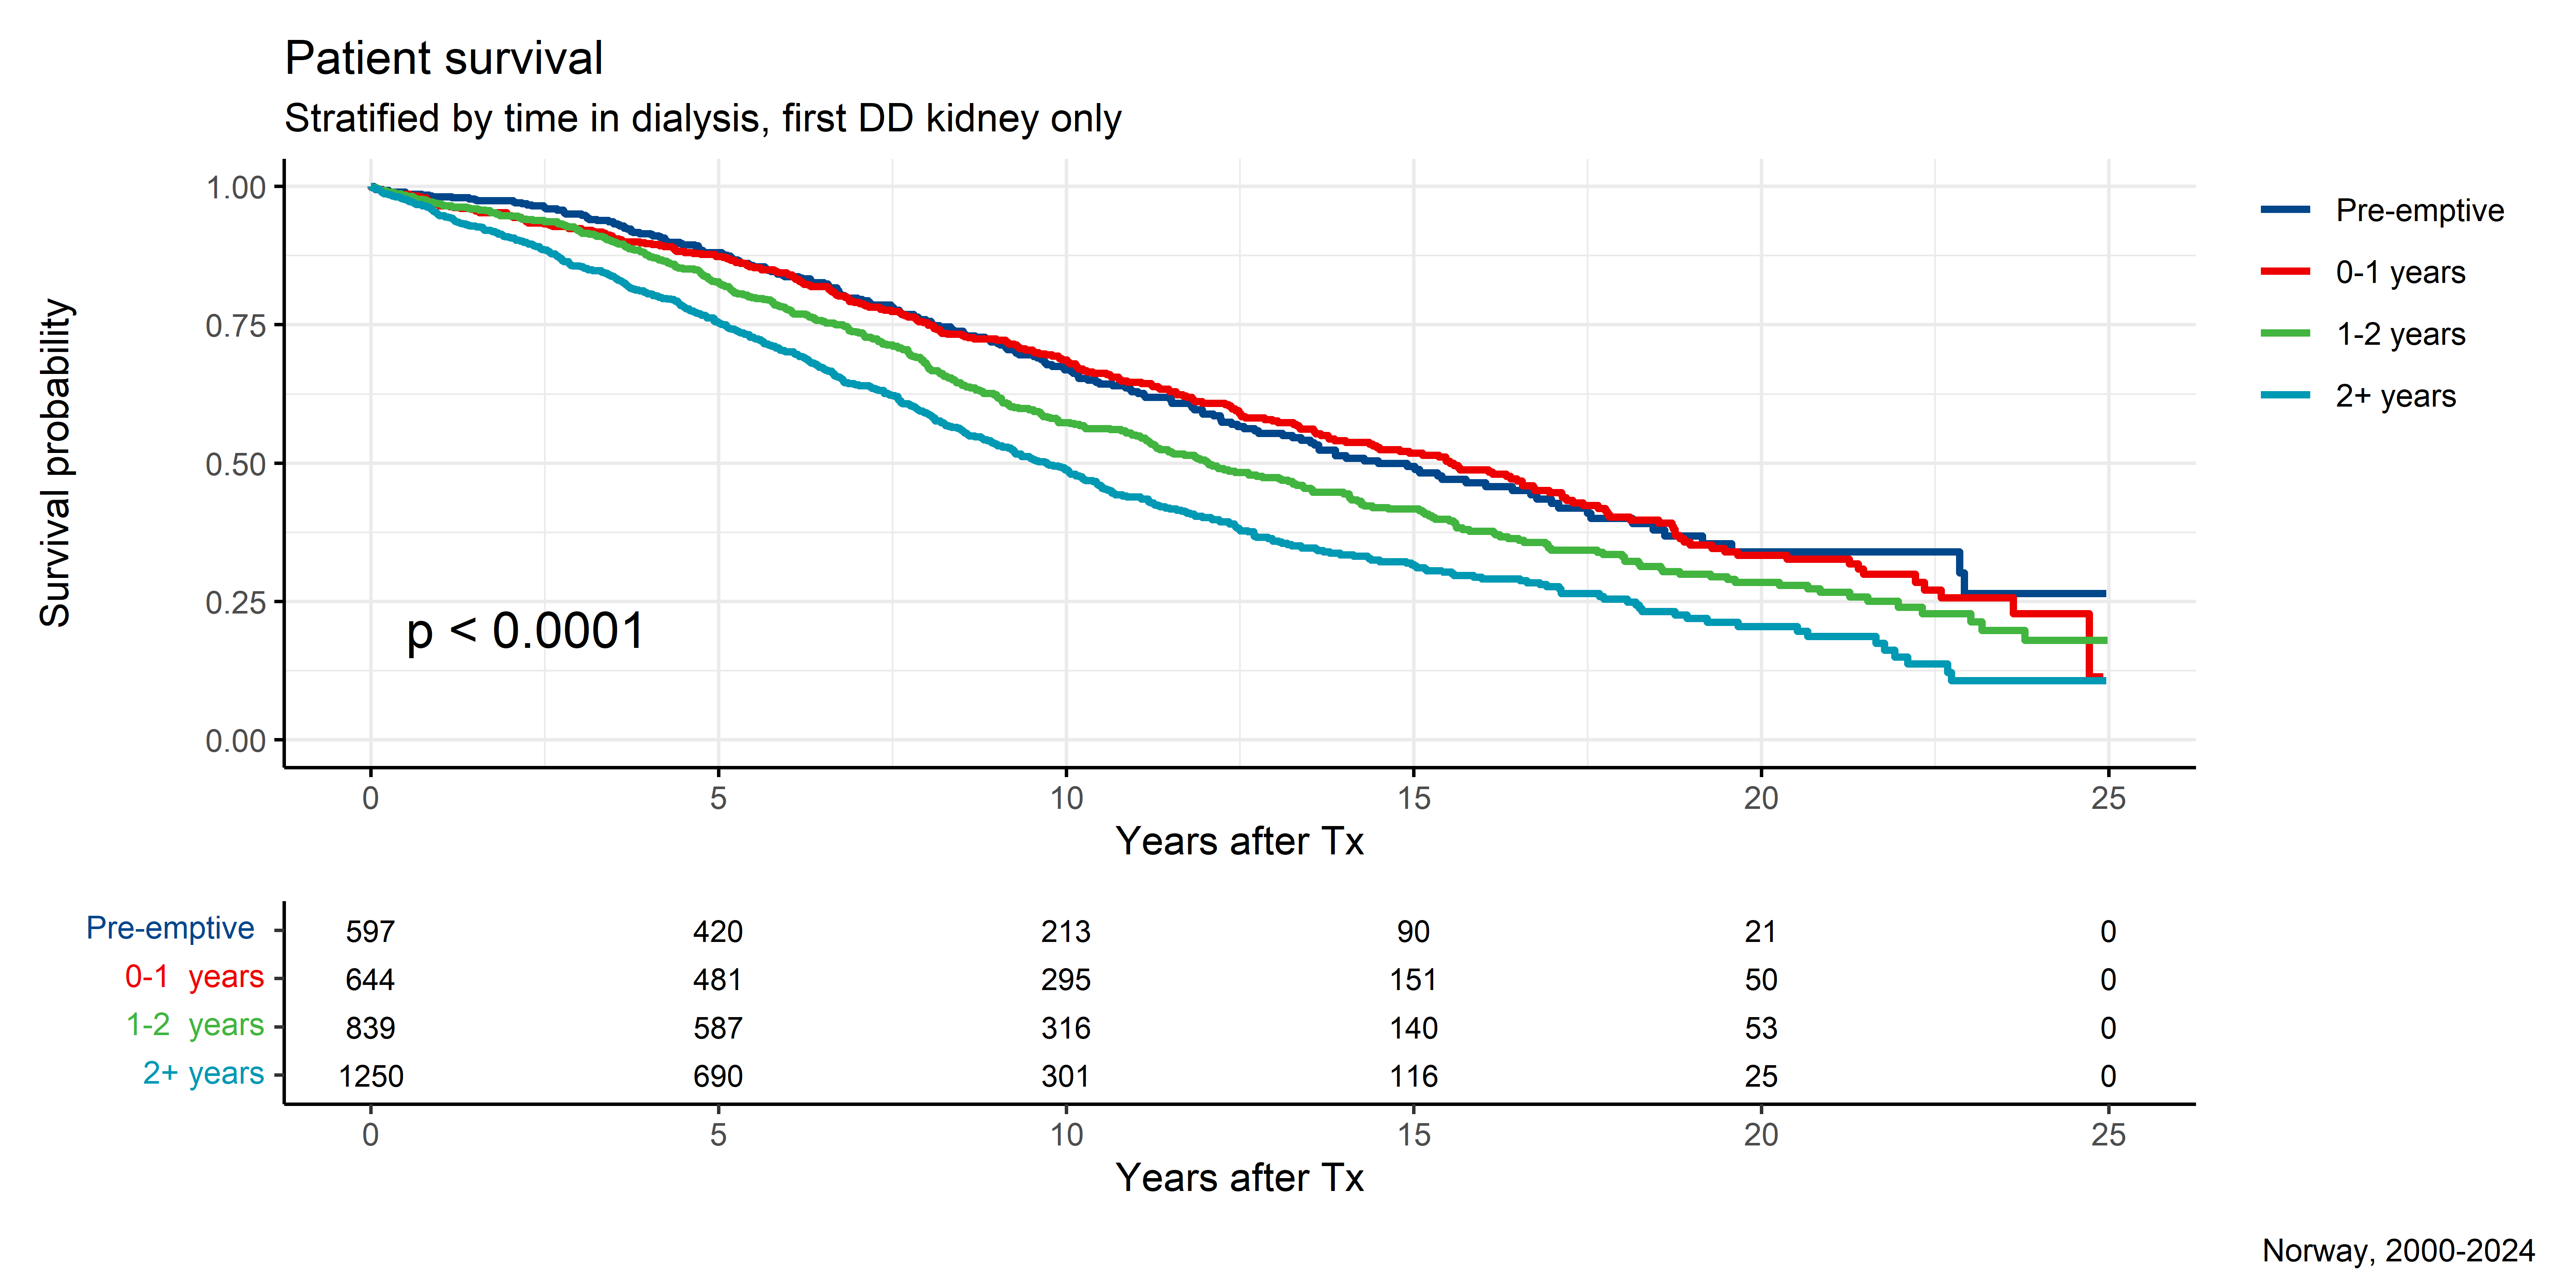 Patient survival
Stratified by time in dialysis, first DD kidney only
Survival probability
1.00
0.75
0.50
0.25
0.00
p < 0.0001
0 5 10 15 20 25
Years after Tx
Pre-emptive
0-1 years
1-2 years
2+ years
Pre-emptive 597 420 213 90 21 0
0-1 years 644 481 295 151 50 0
1-2 years 839 587 316 140 53 0
2+ years 1250 690 301 116 25 0
0 5 10 15 20 25
Years after Tx
Norway, 2000-2024